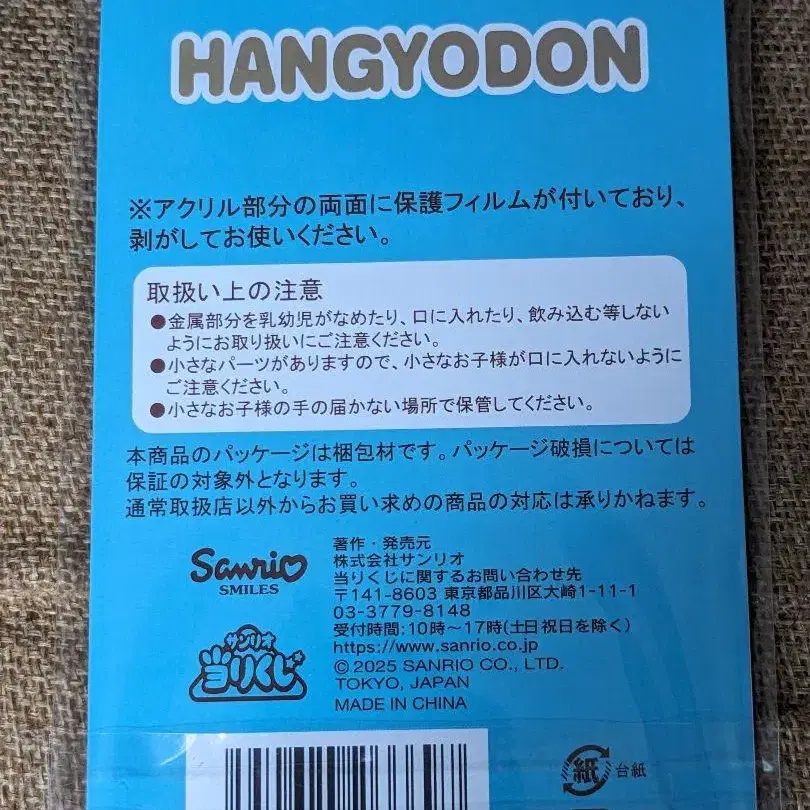 HANGYODON
※アクリル部分の両面に保護フィルムが付いており、
剥がしてお使いください。
取扱い上の注意
●金属部分を乳幼児がなめたり、口に入れたり、飲み込む等しない
ようにお取り扱いにご注意ください。
●小さなパーツがありますので、小さなお子様が口に入れないように
ご注意ください。
●小さなお子様の手の届かない場所で保管してください。
本商品のパッケージは梱包材です。パッケージ破損については
保証の対象外となります。
通常取扱店以外からお買い求めの商品の対応は承りかねます。
Sanrio
SMILES
サンリオ
当りくじ
著作・発売元
株式会社サンリオ
当りくじに関するお問い合わせ先
〒141-8603 東京都品川区大崎1-11-1
03-3779-8148
受付時間:10時〜17時(土日祝日を除く)
https://www.sanrio.co.jp
©2025 SANRIO CO., LTD.
TOKYO, JAPAN
MADE IN CHINA
紙 台紙